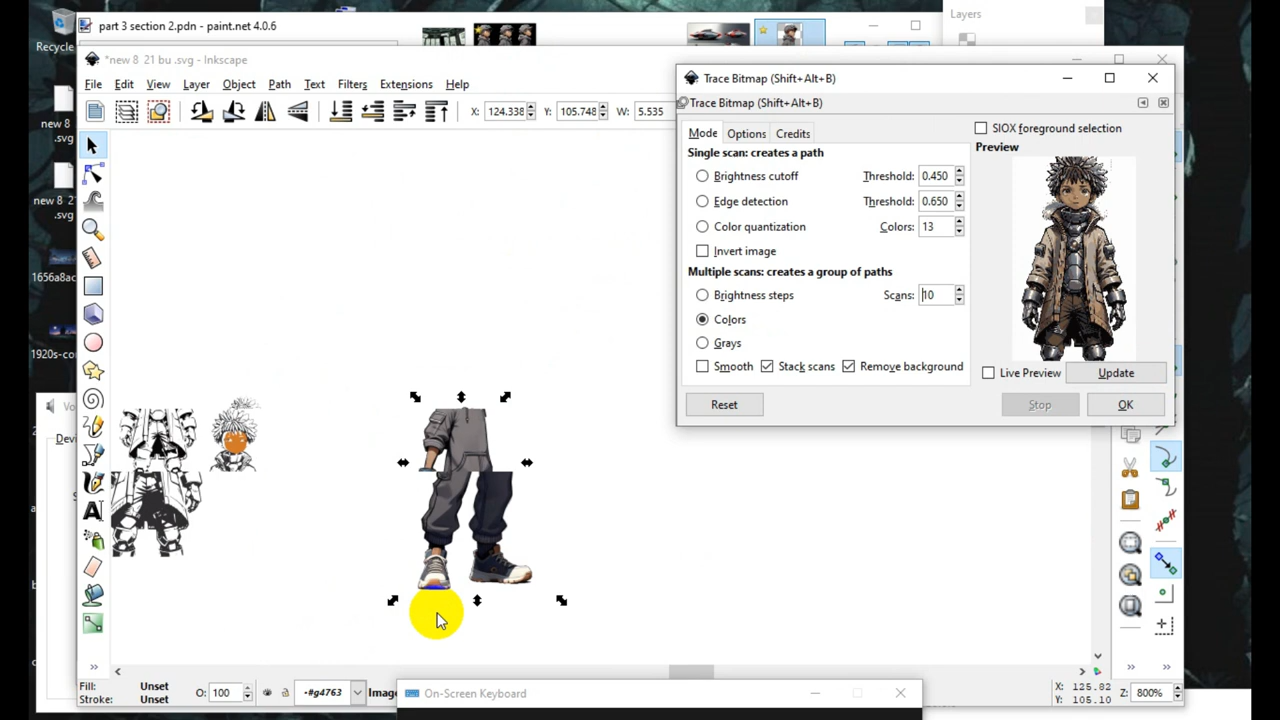 part 3 section 2.pdn - paint.net 4.0.6
Layers
Recycle
*new 8 21 bu .svg - Inkscape
File Edit View Layer Object Path Text Filters Extensions Help
X: 124.338 Y: 105.748 W: 5.535
Trace Bitmap (Shift+Alt+B)
Trace Bitmap (Shift+Alt+B)
Mode Options Credits
SIOX foreground selection
Single scan: creates a path
Preview
Brightness cutoff Threshold: 0.450
Edge detection Threshold: 0.650
Color quantization Colors: 13
Invert image
Multiple scans: creates a group of paths
Brightness steps Scans: 10
Colors
Grays
Smooth Stack scans Remove background
Live Preview Update
Reset Stop OK
new 8
.svg
new 8 2
.svg
1656a8ac
1920s-co
Vo
Dev
A
Fill: Unset
Stroke: Unset
O: 100
-#g4763
Imag
On-Screen Keyboard
X: 125.82
Y: 105.10
Z: 800%